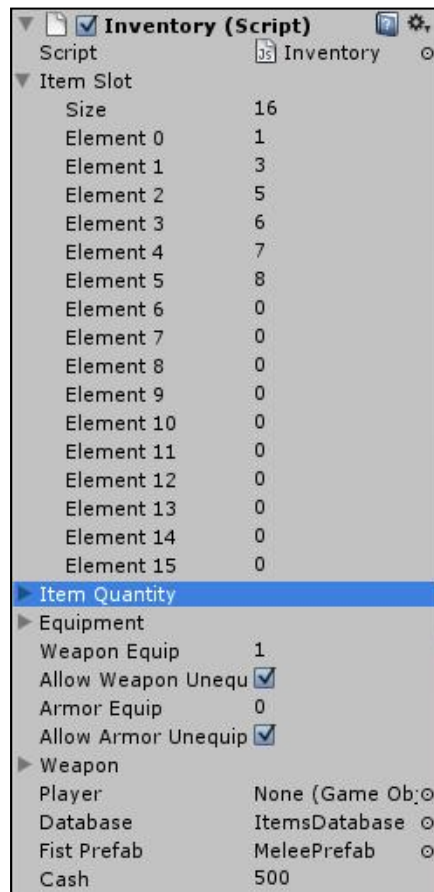 Inventory (Script)
Script Inventory
Item Slot
Size 16
Element 0 1
Element 1 3
Element 2 5
Element 3 6
Element 4 7
Element 5 8
Element 6 0
Element 7 0
Element 8 0
Element 9 0
Element 10 0
Element 11 0
Element 12 0
Element 13 0
Element 14 0
Element 15 0
Item Quantity
Equipment
Weapon Equip 1
Allow Weapon Unequ
Armor Equip 0
Allow Armor Unequip
Weapon
Player None (Game Obj
Database ItemsDatabase
Fist Prefab MeleePrefab
Cash 500